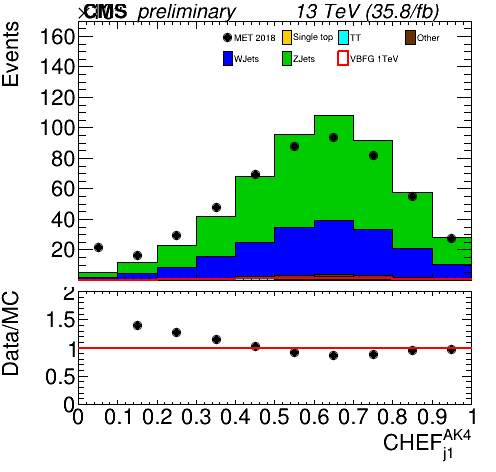 CMS preliminary 13 TeV (35.8/fb)
Events
MET 2018 Single top TT Other
WJets ZJets VBFG 1TeV
160
140
120
100
80
60
40
20
Data/MC
2
1.5
1
0.5
0
0 0.1 0.2 0.3 0.4 0.5 0.6 0.7 0.8 0.9 1
CHEF^AK4_j1